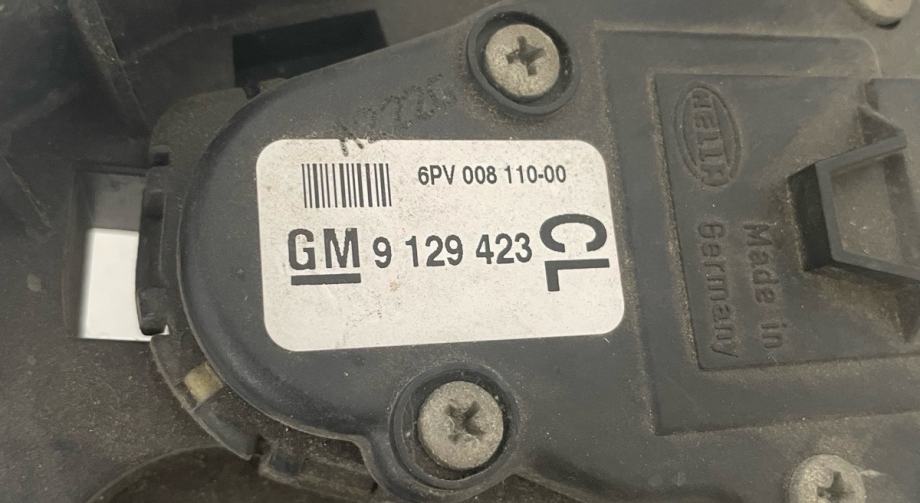 6PV 008 110-00
GM 9 129 423 CL
HELLA
Made in
Germany